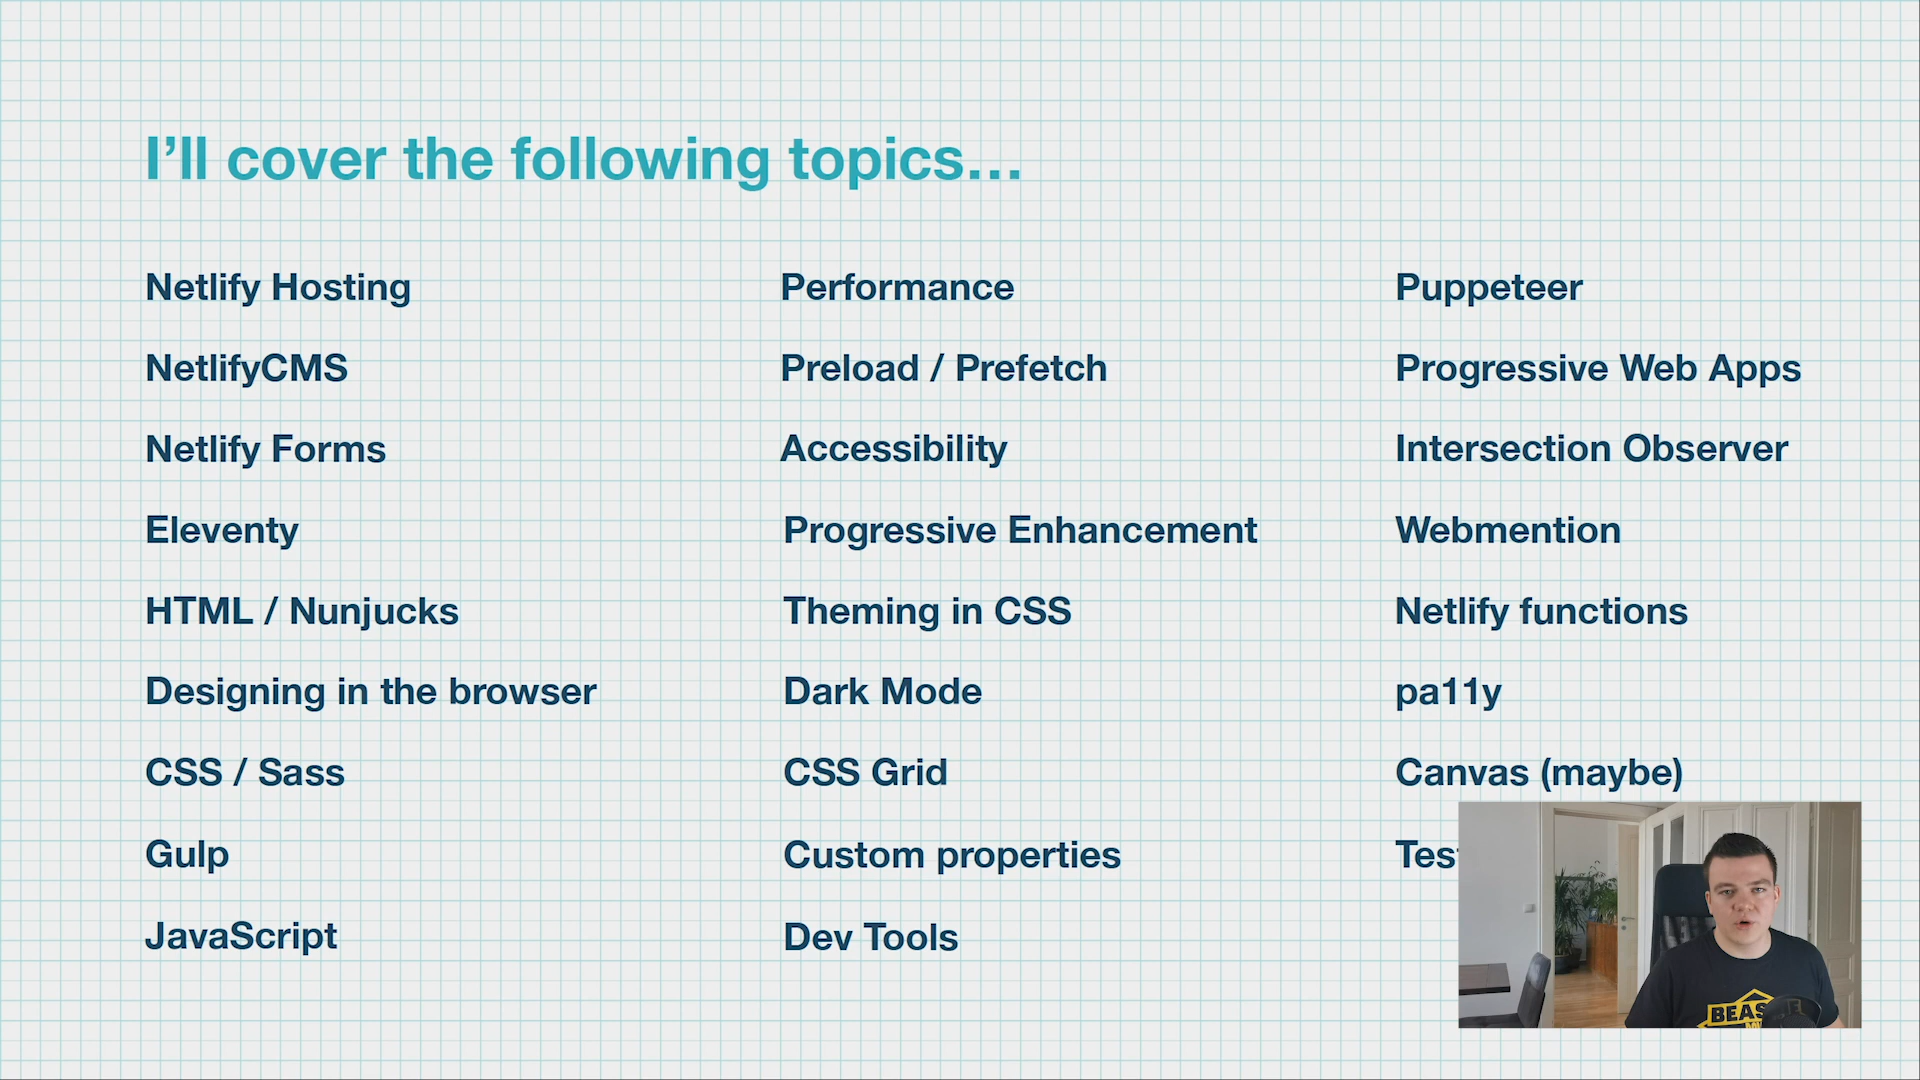 I’ll cover the following topics…
Netlify Hosting
NetlifyCMS
Netlify Forms
Eleventy
HTML / Nunjucks
Designing in the browser
CSS / Sass
Gulp
JavaScript
Performance
Preload / Prefetch
Accessibility
Progressive Enhancement
Theming in CSS
Dark Mode
CSS Grid
Custom properties
Dev Tools
Puppeteer
Progressive Web Apps
Intersection Observer
Webmention
Netlify functions
pa11y
Canvas (maybe)